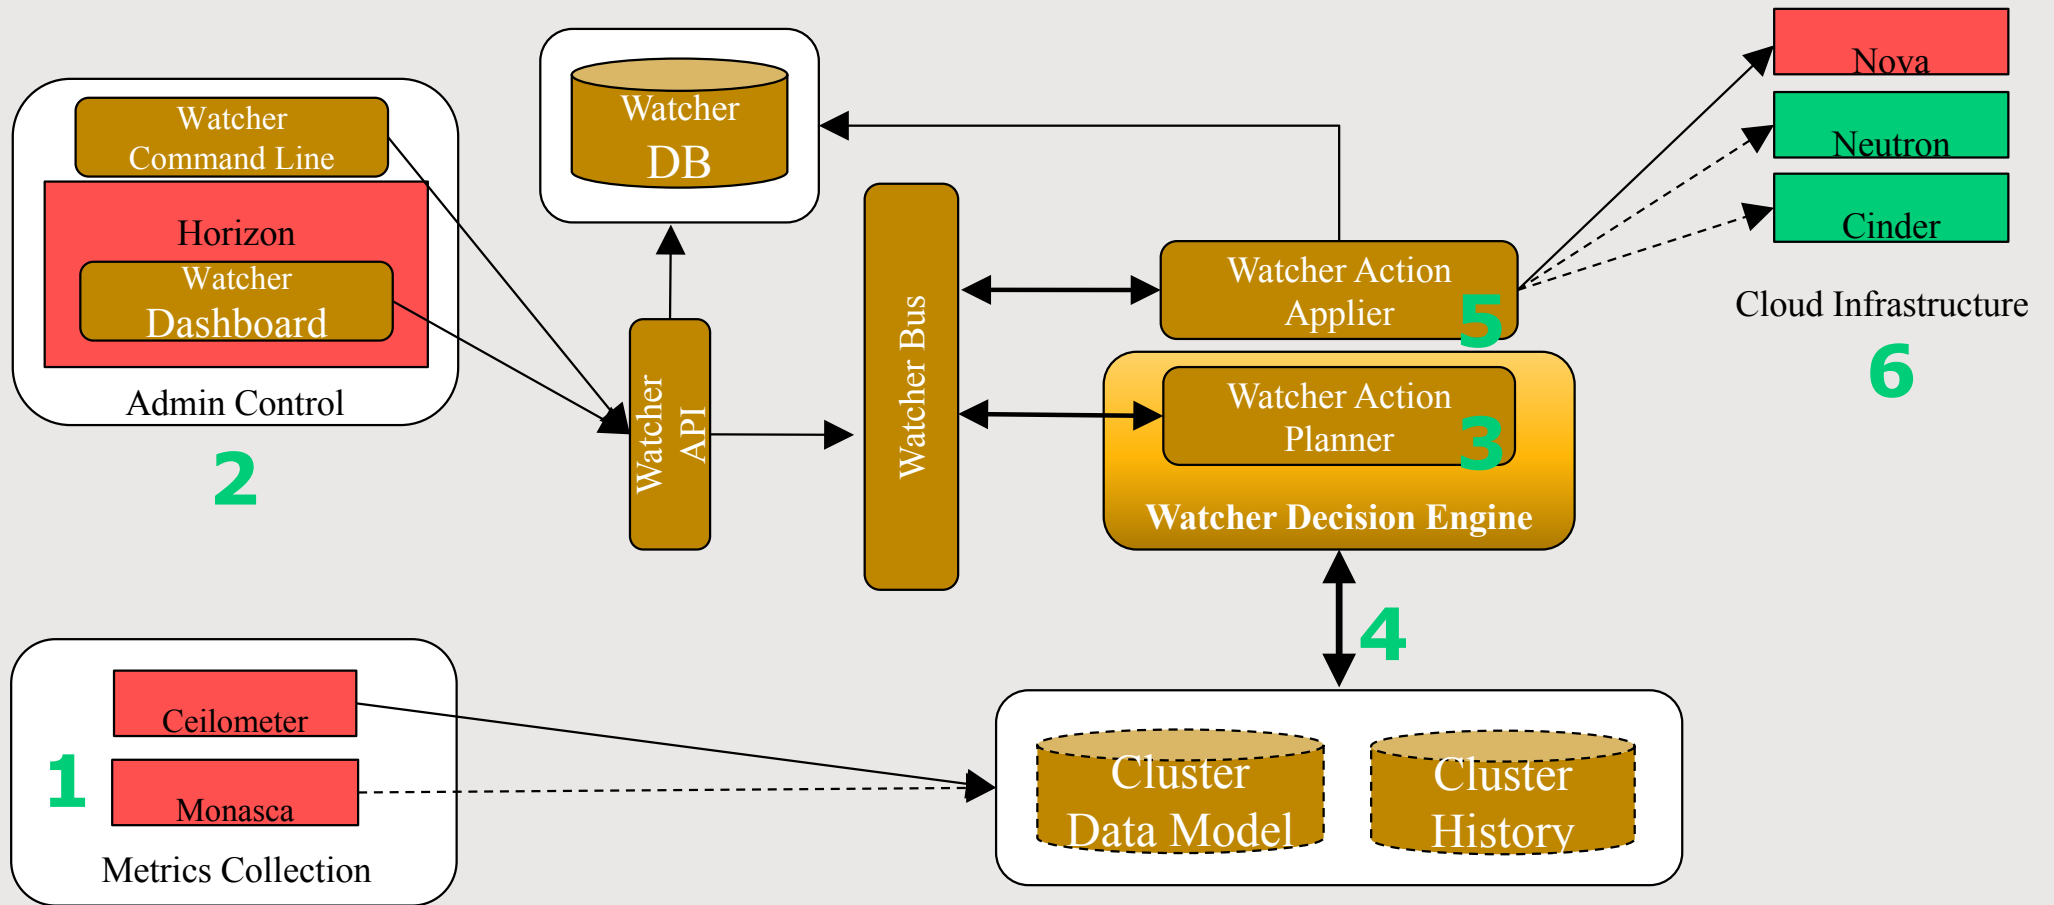 Watcher
Command Line
Horizon
Watcher
Dashboard
Admin Control
2
Watcher
DB
Watcher
API
Watcher Bus
Watcher Action
Applier
5
Watcher Action
Planner
3
Watcher Decision Engine
4
Nova
Neutron
Cinder
Cloud Infrastructure
6
Ceilometer
1
Monasca
Metrics Collection
Cluster
Data Model
Cluster
History